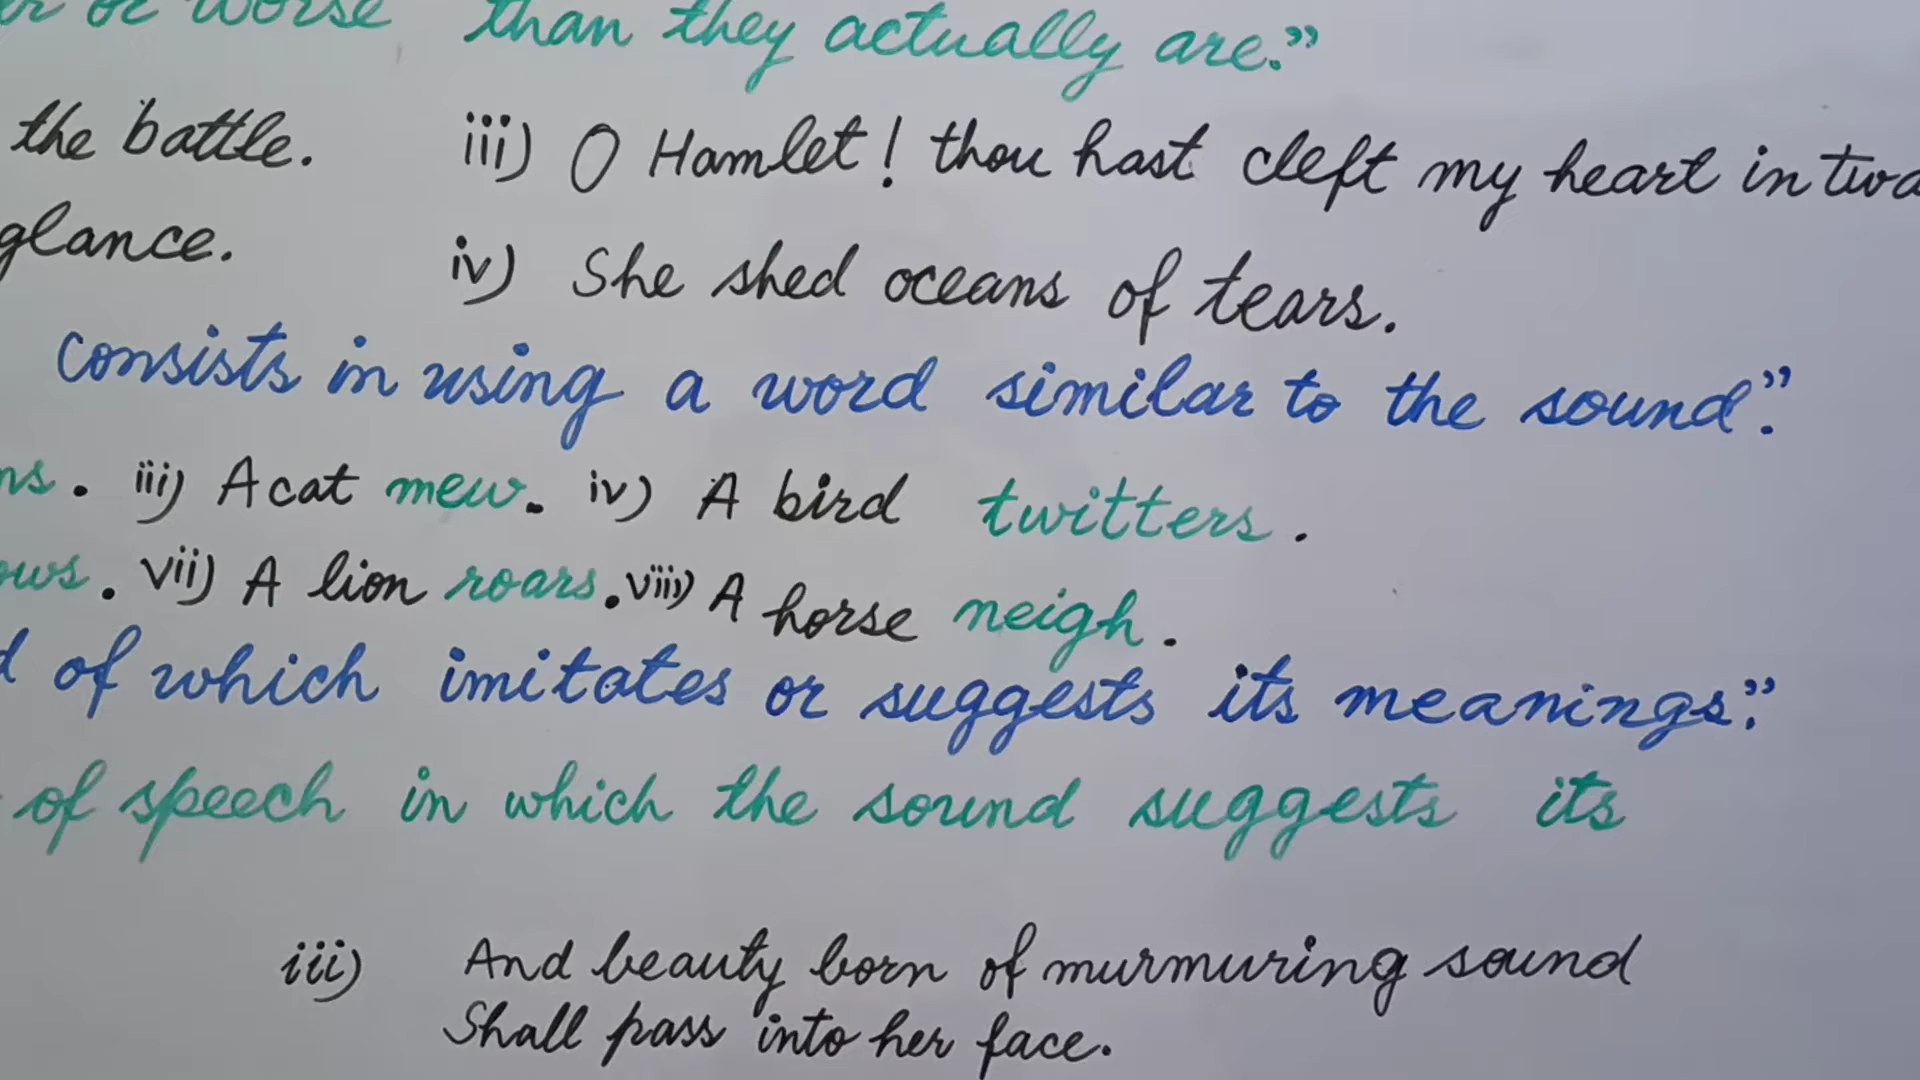 or worse than they actually are."
the battle. iii) O Hamlet! thou hast cleft my heart in
glance. iv) She shed oceans of tears.
consists in using a word similar to the sound".
iii) A cat mew. iv) A bird twitters.
vii) A lion roars. viii) A horse neigh.
of which imitates or suggests its meanings."
of speech in which the sound suggests its
iii) And beauty born of murmuring sound
Shall pass into her face.